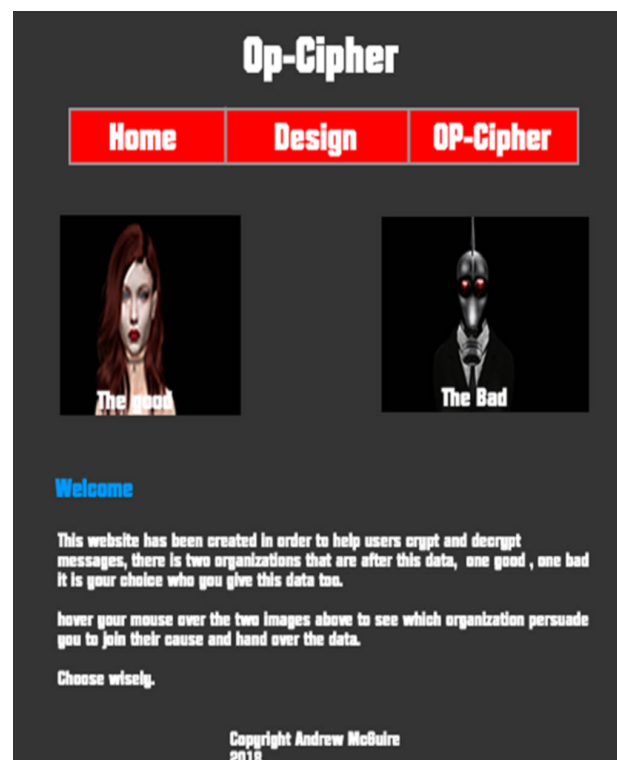 Op-Cipher
Home Design OP-Cipher
The good The Bad
Welcome
This website has been created in order to help users crypt and decrypt
messages, there is two organizations that are after this data, one good , one bad
it is your choice who you give this data too.
hover your mouse over the two images above to see which organization persuade
you to join their cause and hand over the data.
Choose wisely.
Copyright Andrew McGuire
2018